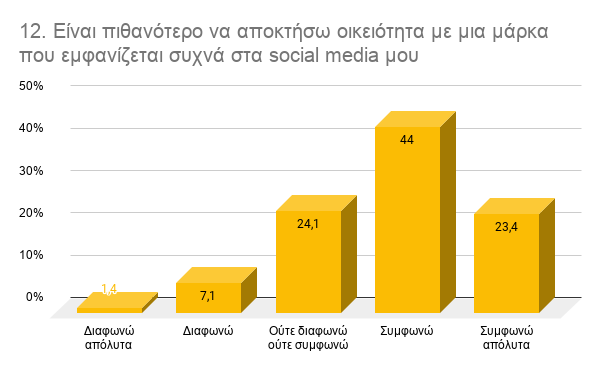 12. Είναι πιθανότερο να αποκτήσω οικειότητα με μια μάρκα
που εμφανίζεται συχνά στα social media μου
50%
40%
30%
20%
10%
0%
1,4
7,1
24,1
44
23,4
Διαφωνώ
απόλυτα
Διαφωνώ
Ούτε διαφωνώ
ούτε συμφωνώ
Συμφωνώ
Συμφωνώ
απόλυτα